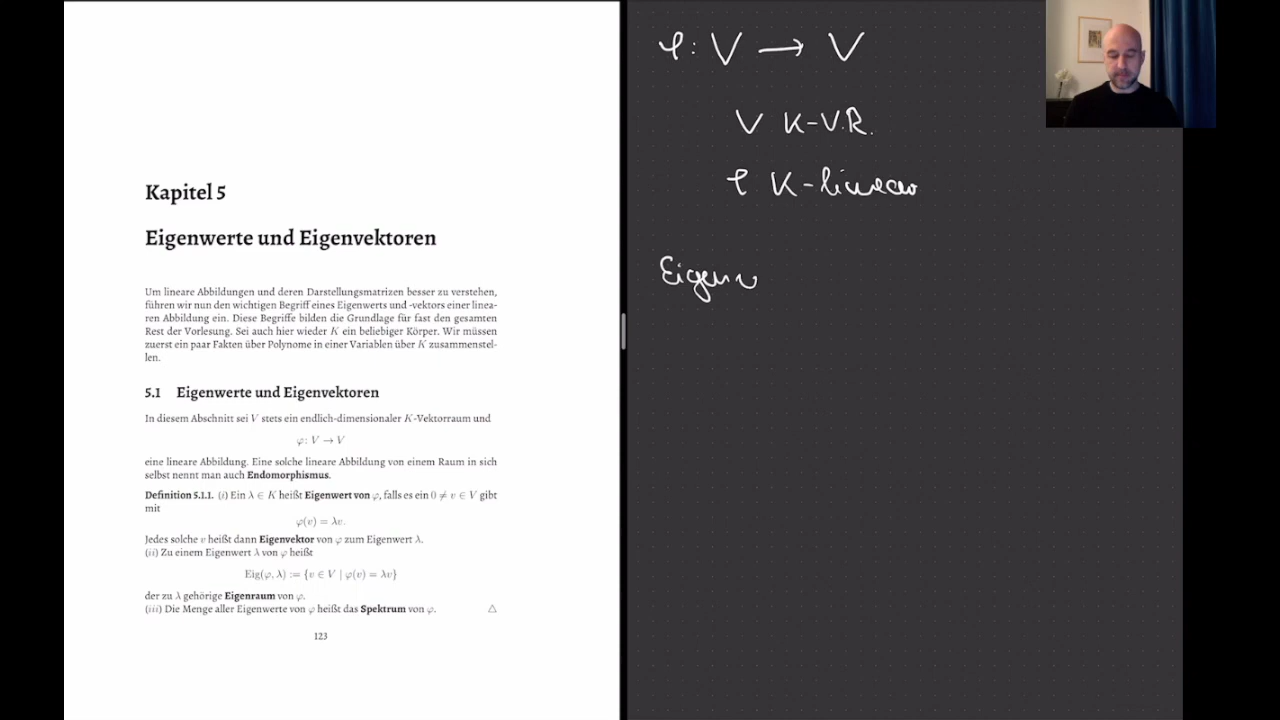 Kapitel 5
Eigenwerte und Eigenvektoren
Um lineare Abbildungen und deren Darstellungsmatrizen besser zu verstehen,
führen wir nun den wichtigen Begriff eines Eigenwerts und -vektors einer linea-
ren Abbildung ein. Diese Begriffe bilden die Grundlage für fast den gesamten
Rest der Vorlesung. Sei auch hier wieder K ein beliebiger Körper. Wir müssen
zuerst ein paar Fakten über Polynome in einer Variablen über K zusammenstel-
len.
5.1 Eigenwerte und Eigenvektoren
In diesem Abschnitt sei V stets ein endlich-dimensionaler K-Vektorraum und
φ: V → V
eine lineare Abbildung. Eine solche lineare Abbildung von einem Raum in sich
selbst nennt man auch Endomorphismus.
Definition 5.1.1. (i) Ein λ ∈ K heißt Eigenwert von φ, falls es ein 0 ≠ v ∈ V gibt
mit
φ(v) = λv.
Jedes solche v heißt dann Eigenvektor von φ zum Eigenwert λ.
(ii) Zu einem Eigenwert λ von φ heißt
Eig(φ, λ) := {v ∈ V | φ(v) = λv}
der zu λ gehörige Eigenraum von φ.
(iii) Die Menge aller Eigenwerte von φ heißt das Spektrum von φ. △
123
φ: V → V
V K-V.R.
φ K-linear
Eigenv